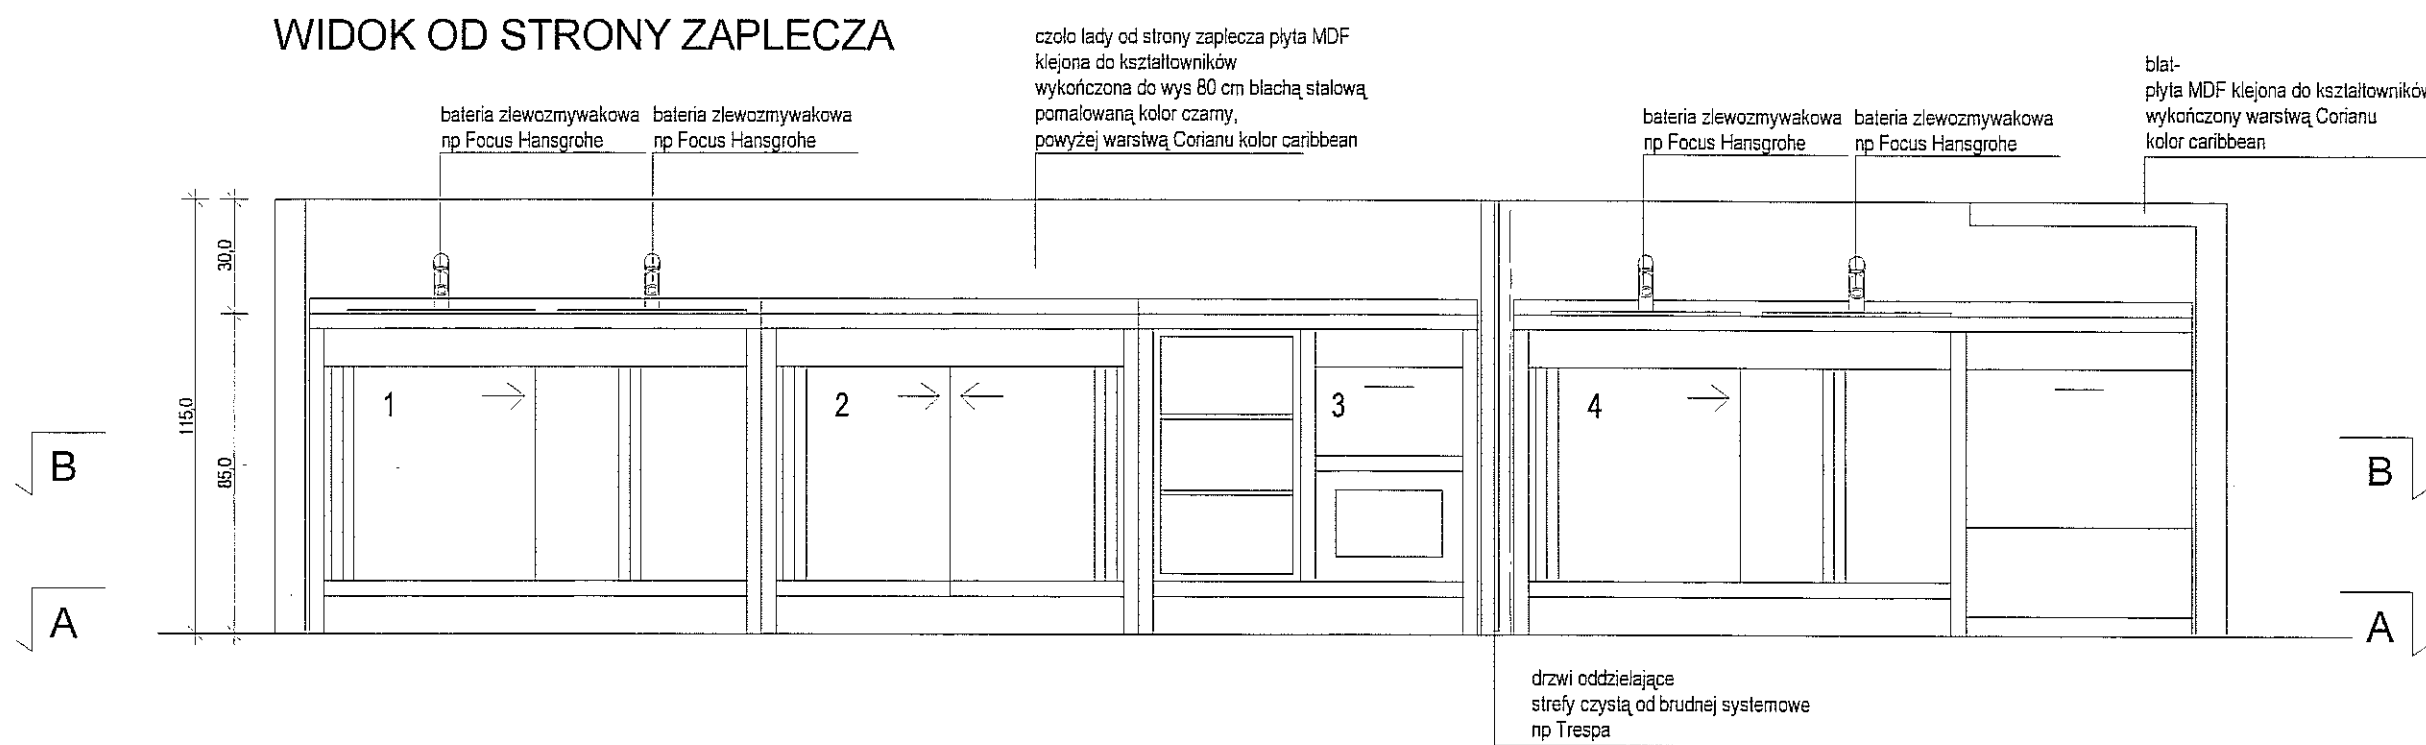 WIDOK OD STRONY ZAPLECZA
czoło lady od strony zaplecza płyta MDF
klejona do kształtowników
wykończona do wys 80 cm blachą stalową
pomalowaną kolor czarny,
powyżej warstwą Corianu kolor caribbean
blat-
płyta MDF klejona do kształtowników
wykończony warstwą Corianu
kolor caribbean
bateria zlewozmywakowa
np Focus Hansgrohe
bateria zlewozmywakowa
np Focus Hansgrohe
bateria zlewozmywakowa
np Focus Hansgrohe
bateria zlewozmywakowa
np Focus Hansgrohe
30,0
115,0
85,0
1
2
3
4
B
B
A
A
drzwi oddzielające
strefy czystą od brudnej systemowe
np Trespa